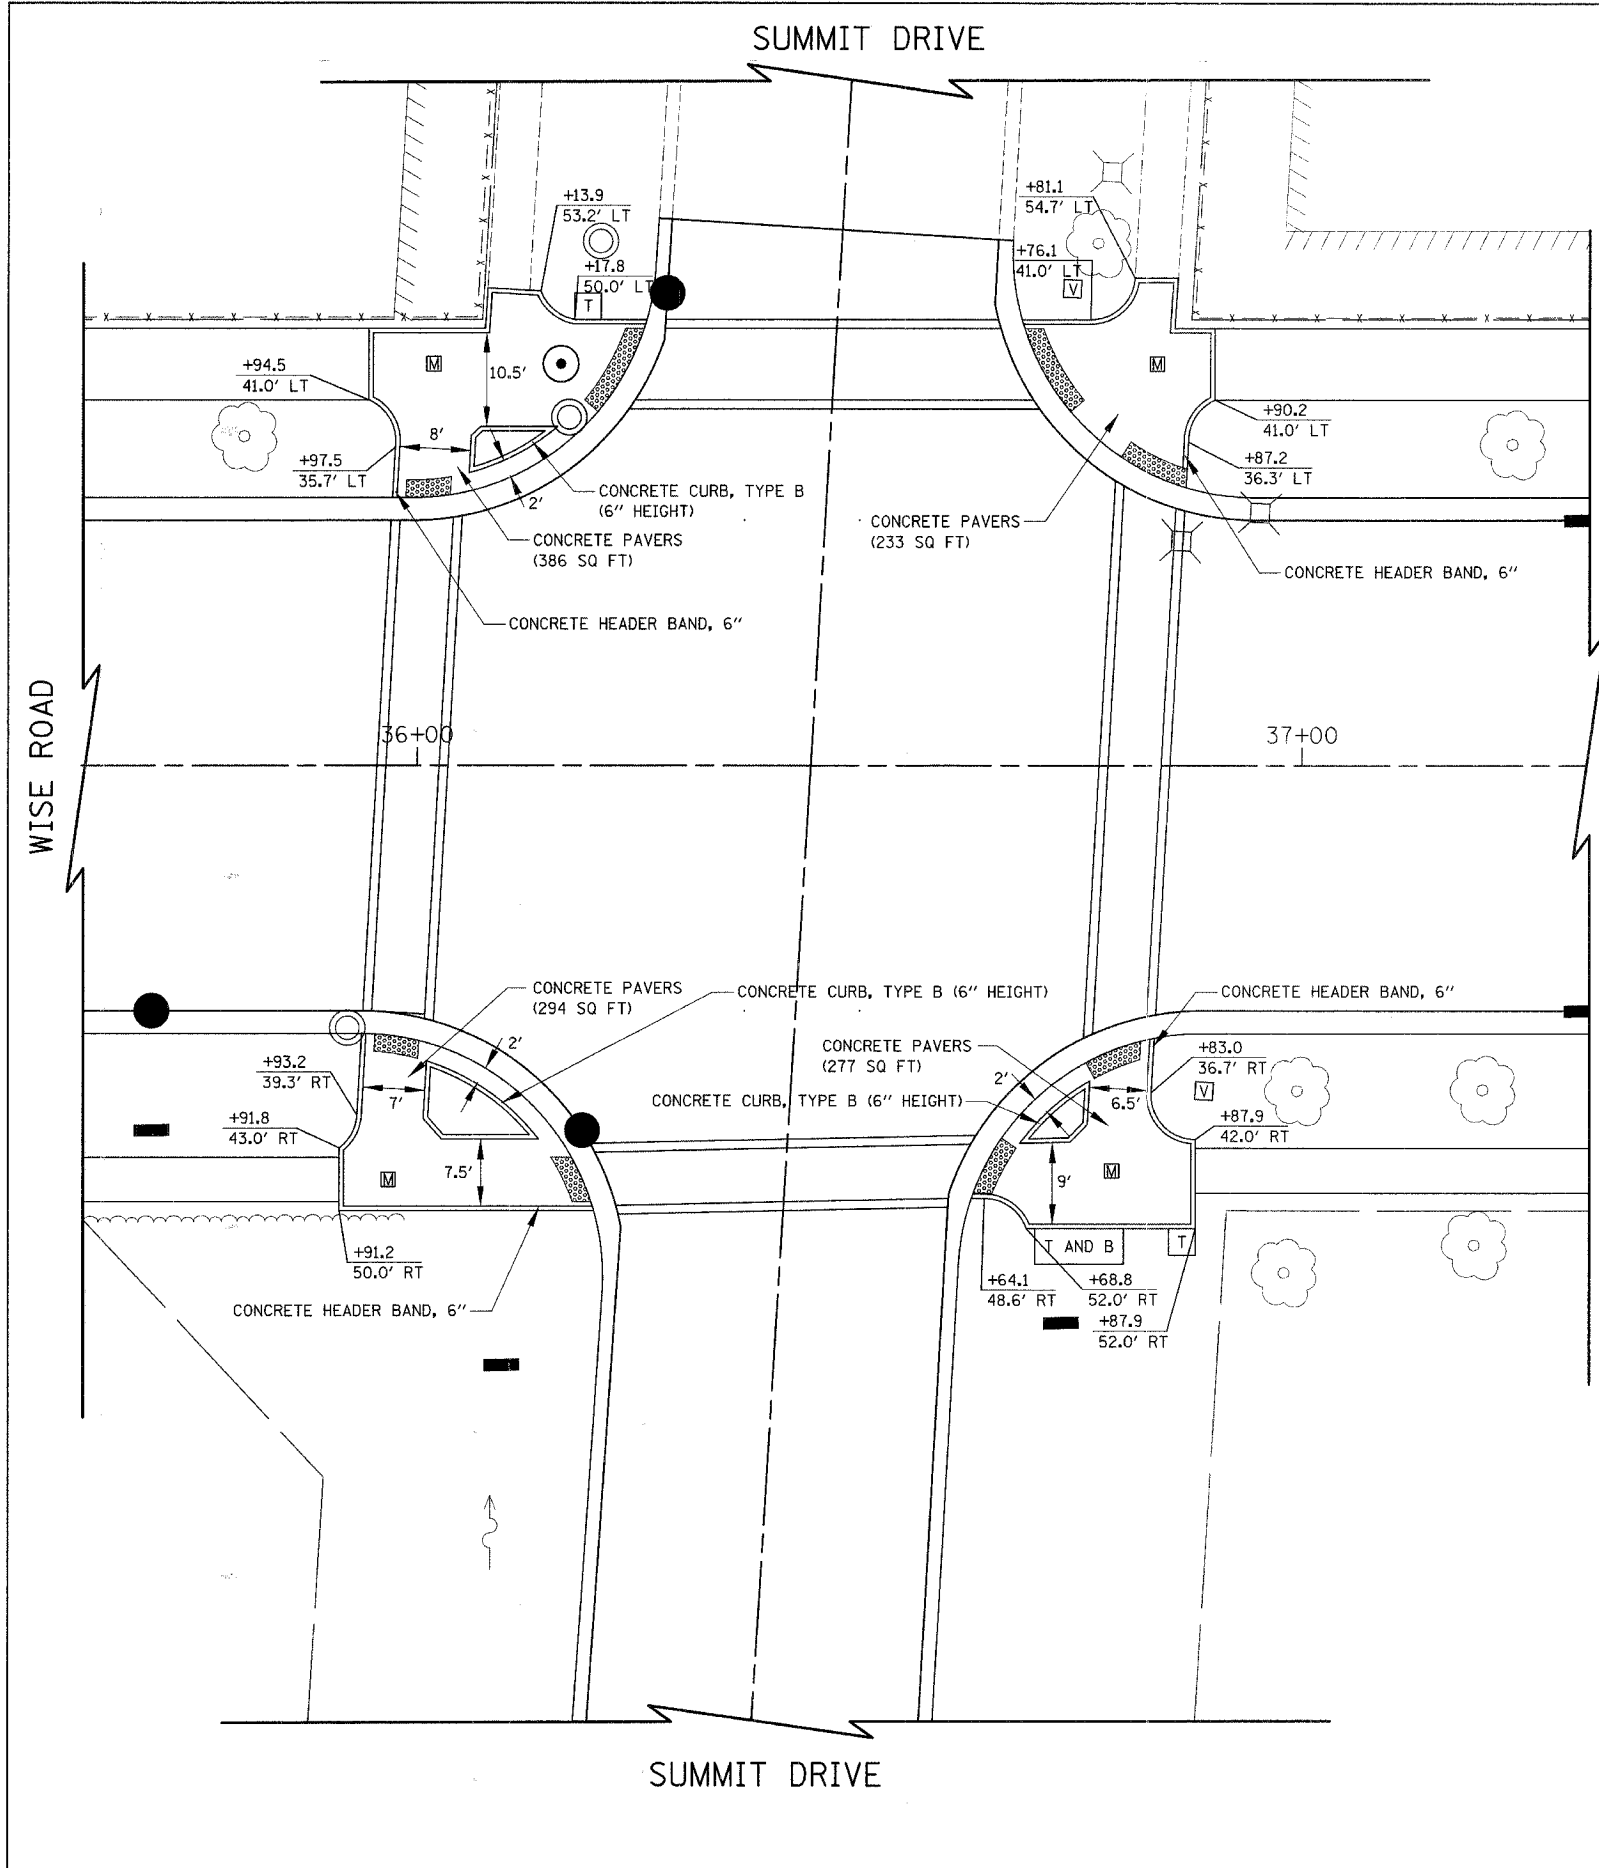 SUMMIT DRIVE
+13.9
53.2' LT
+81.1
54.7' LT
+17.8
50.0' LT
T
+76.1
41.0' LT
V
+94.5
41.0' LT
M
10.5'
M
+90.2
41.0' LT
8'
+97.5
35.7' LT
+87.2
36.3' LT
2'
CONCRETE CURB, TYPE B
(6" HEIGHT)
CONCRETE PAVERS
(233 SQ FT)
CONCRETE PAVERS
(386 SQ FT)
CONCRETE HEADER BAND, 6"
CONCRETE HEADER BAND, 6"
WISE ROAD
36+00
37+00
CONCRETE PAVERS
(294 SQ FT)
CONCRETE CURB, TYPE B (6" HEIGHT)
CONCRETE HEADER BAND, 6"
2'
CONCRETE PAVERS
(277 SQ FT)
+93.2
39.3' RT
+83.0
36.7' RT
2'
7'
CONCRETE CURB, TYPE B (6" HEIGHT)
6.5'
V
+91.8
43.0' RT
+87.9
42.0' RT
M
7.5'
9'
M
T AND B
T
+91.2
50.0' RT
+64.1
48.6' RT
+68.8
52.0' RT
CONCRETE HEADER BAND, 6"
+87.9
52.0' RT
SUMMIT DRIVE